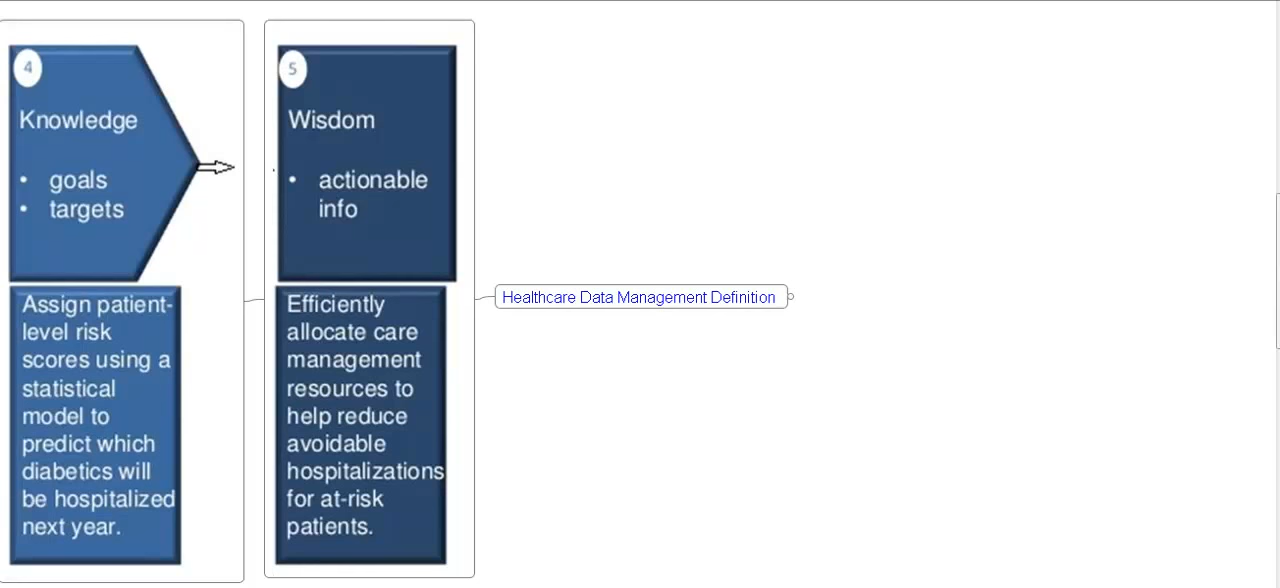 4
Knowledge
• goals
• targets
Assign patient-
level risk
scores using a
statistical
model to
predict which
diabetics will
be hospitalized
next year.
5
Wisdom
• actionable
info
Efficiently
allocate care
management
resources to
help reduce
avoidable
hospitalizations
for at-risk
patients.
Healthcare Data Management Definition